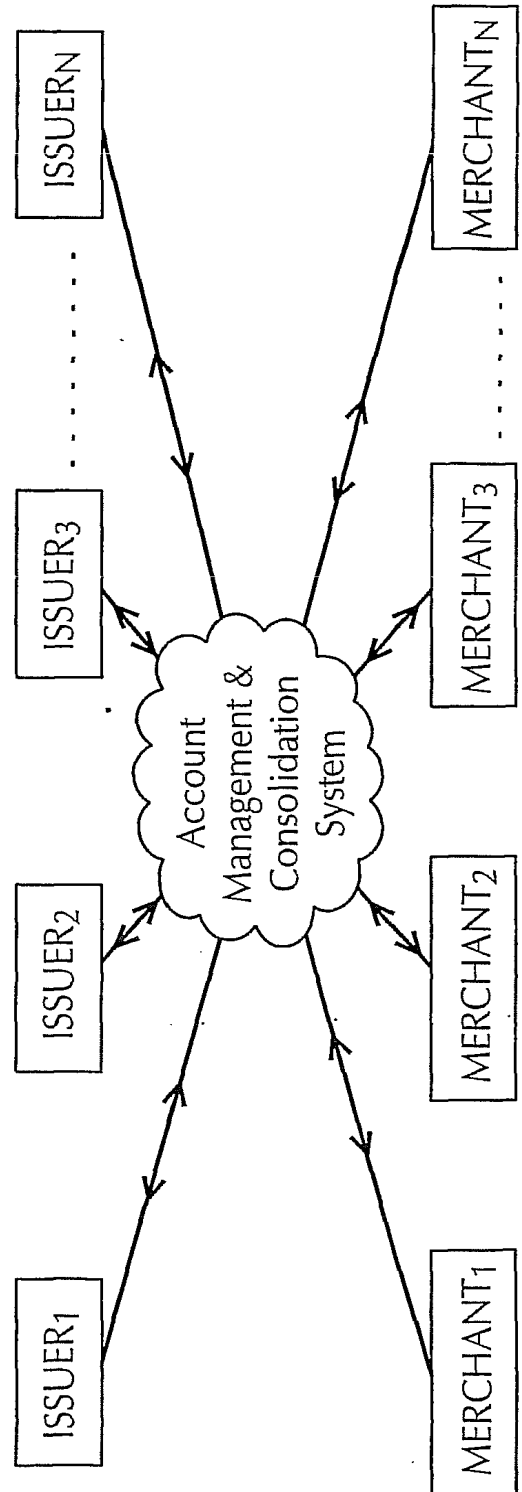 ISSUER1
ISSUER2
ISSUER3
ISSUERN
Account
Management &
Consolidation
System
MERCHANT1
MERCHANT2
MERCHANT3
MERCHANTN